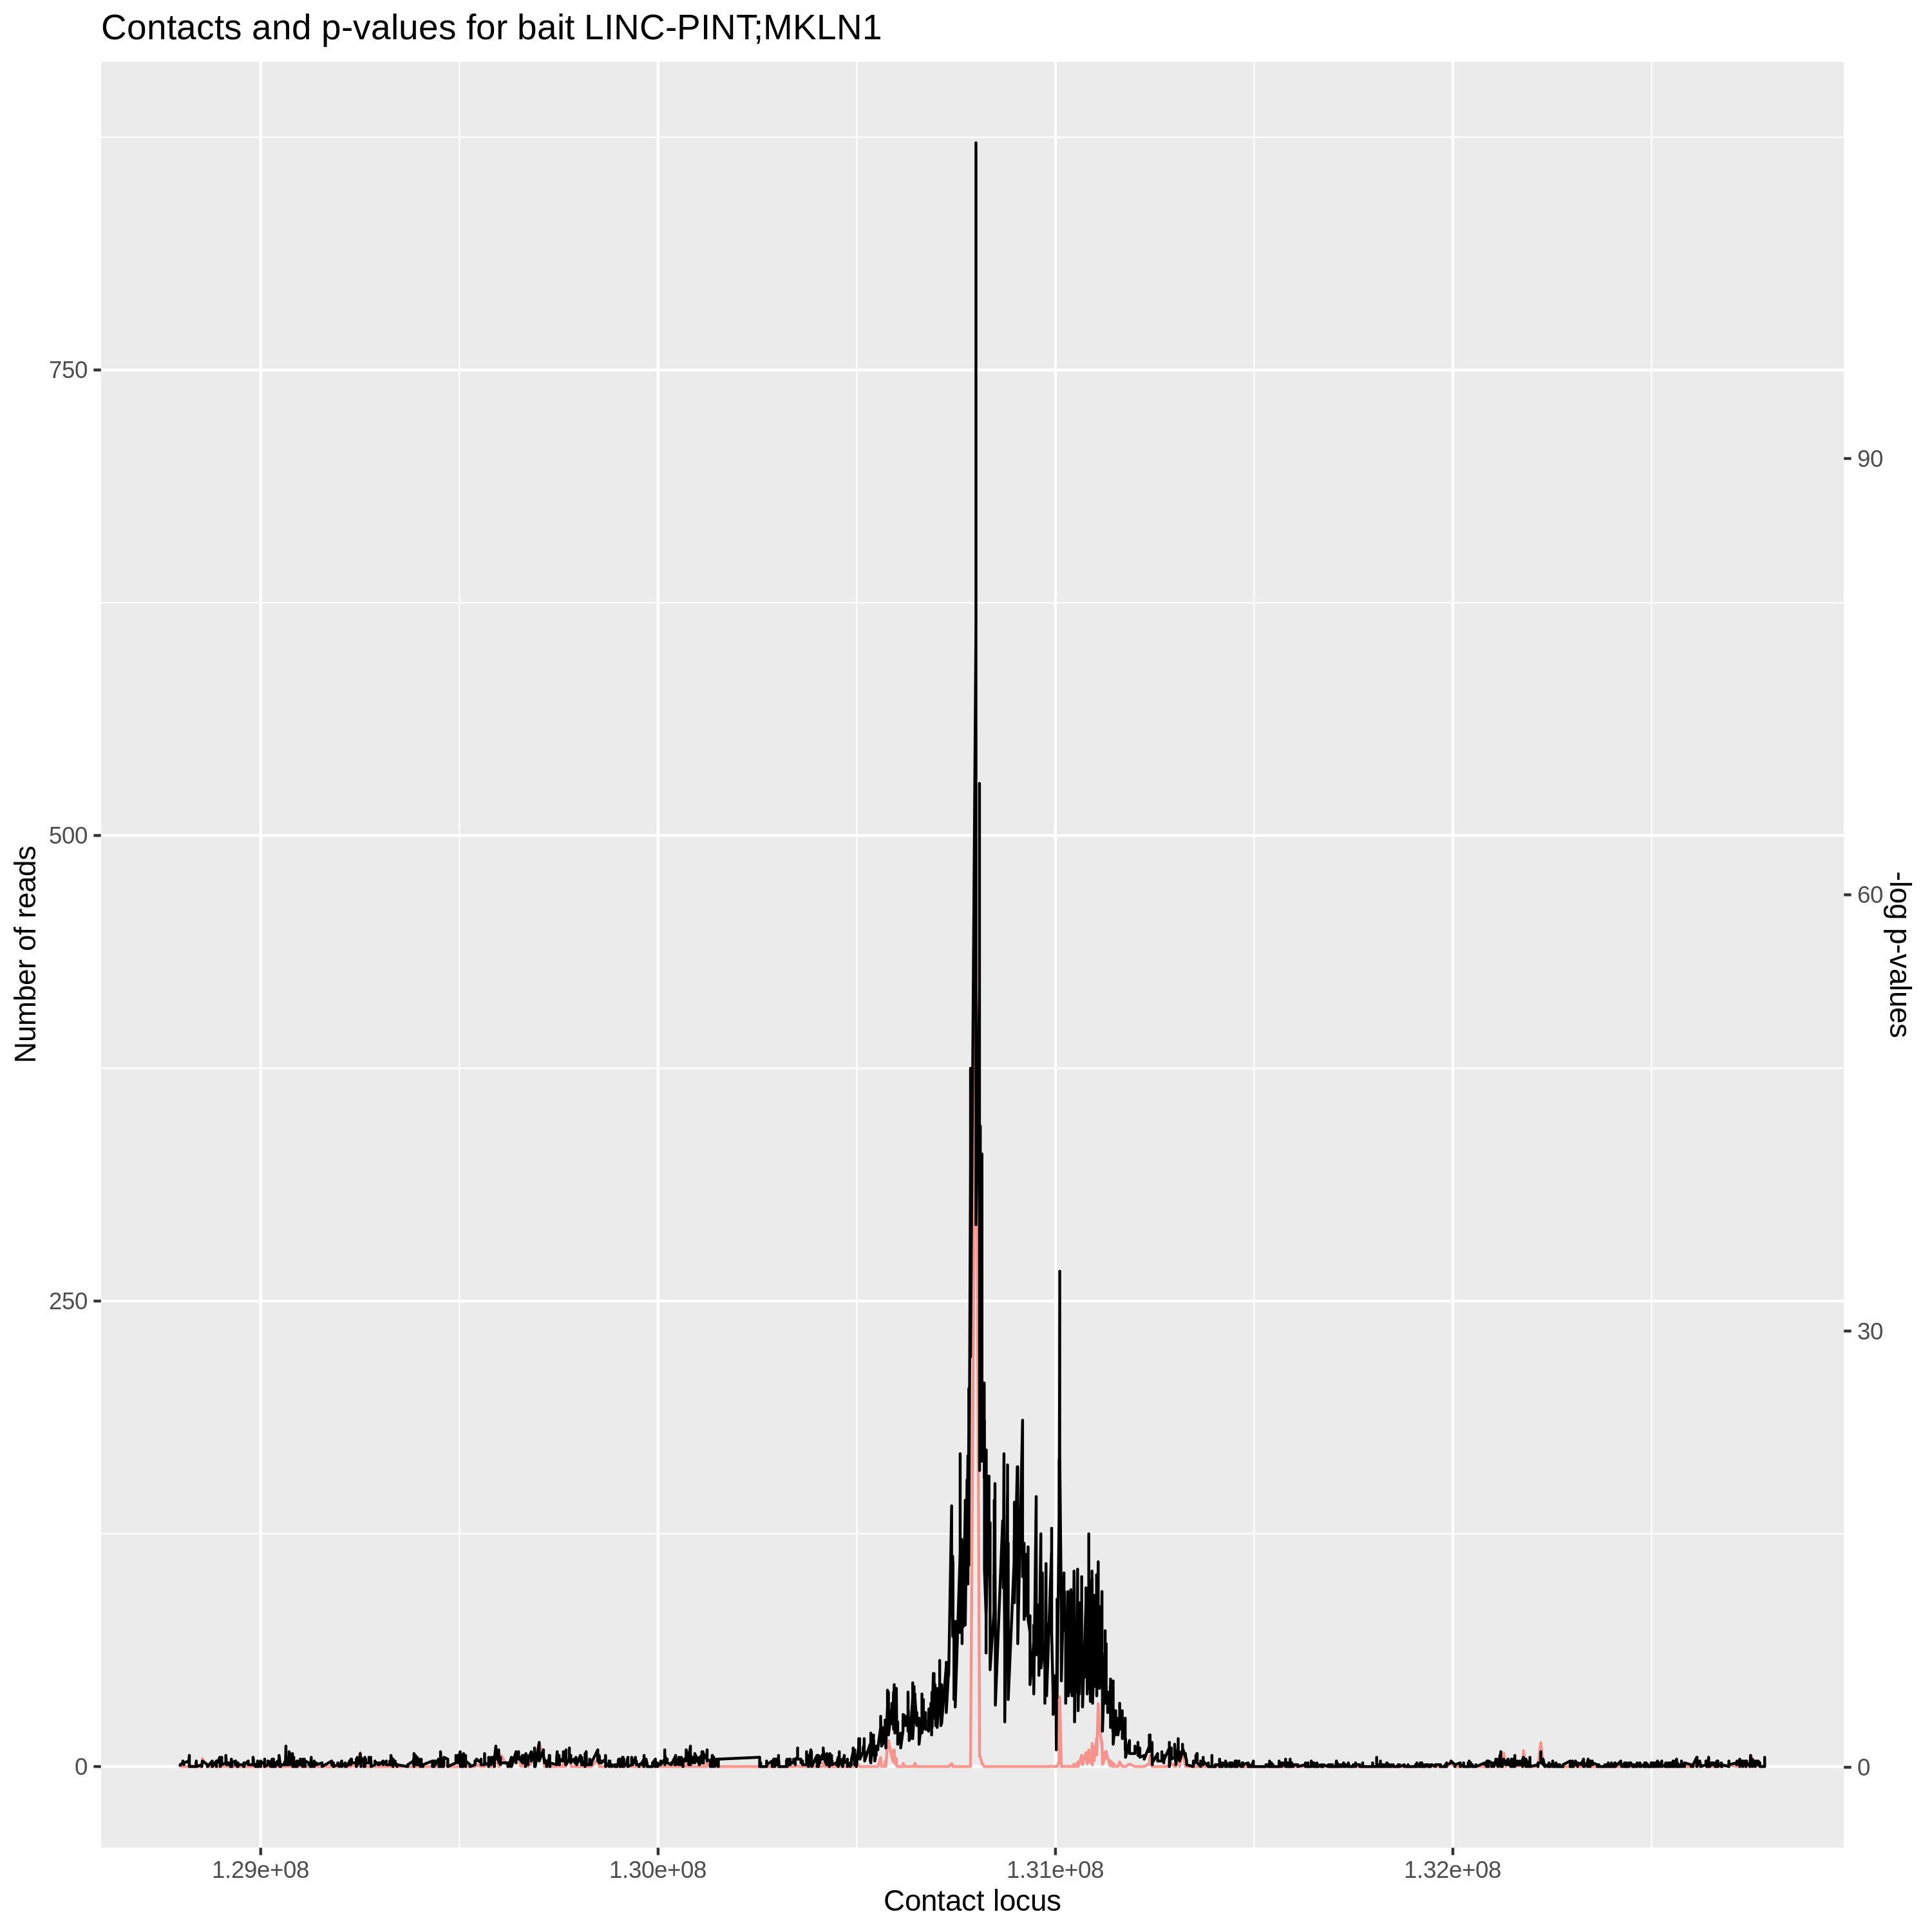 Contacts and p-values for bait LINC-PINT;MKLN1
750
500
250
0
Number of reads
90
60
30
0
-log p-values
1.29e+08
1.30e+08
1.31e+08
1.32e+08
Contact locus